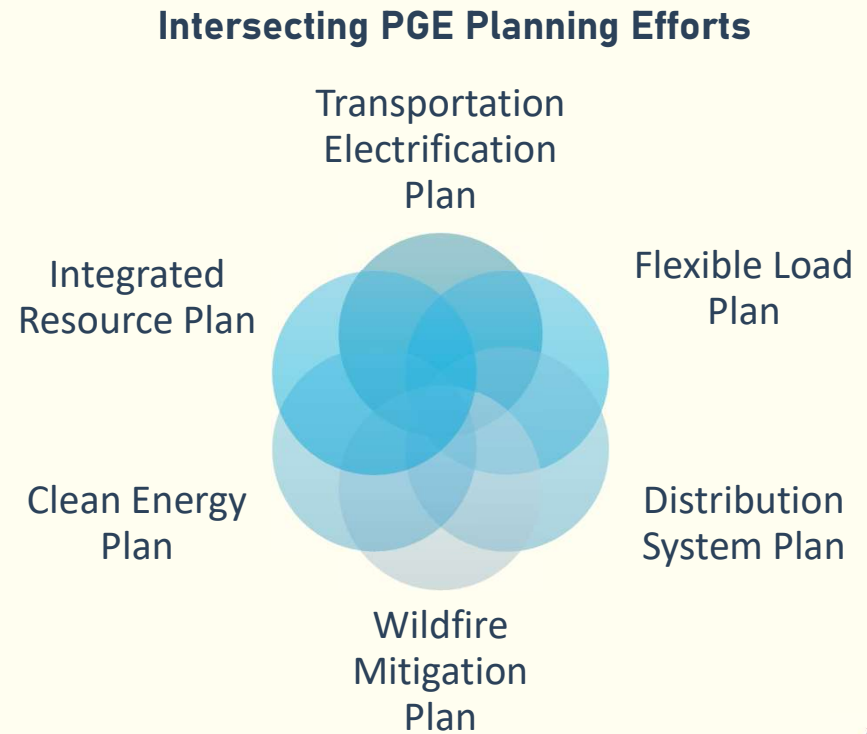 Intersecting PGE Planning Efforts
Transportation
Electrification
Plan
Integrated
Resource Plan
Flexible Load
Plan
Clean Energy
Plan
Distribution
System Plan
Wildfire
Mitigation
Plan